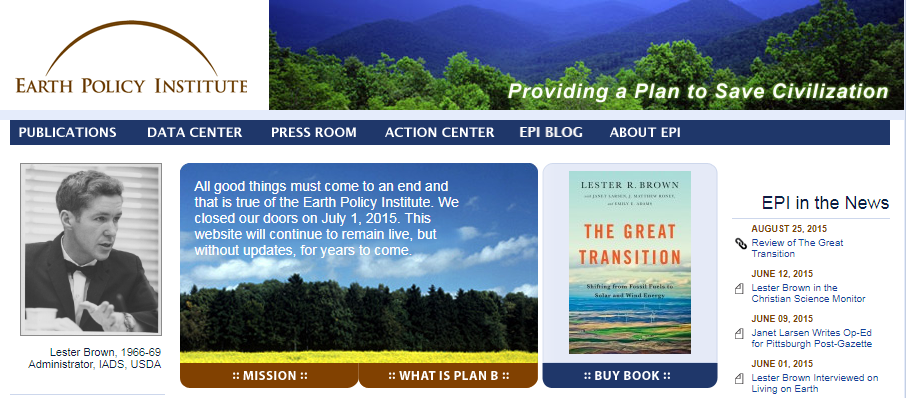 EARTH POLICY INSTITUTE
Providing a Plan to Save Civilization
PUBLICATIONS DATA CENTER PRESS ROOM ACTION CENTER EPI BLOG ABOUT EPI
Lester Brown, 1966-69
Administrator, IADS, USDA
All good things must come to an end and
that is true of the Earth Policy Institute. We
closed our doors on July 1, 2015. This
website will continue to remain live, but
without updates, for years to come.
:: MISSION ::
:: WHAT IS PLAN B ::
LESTER R. BROWN
WITH JANET LARSEN, J. MATTHEW RONEY,
AND EMILY E. ADAMS
THE GREAT
TRANSITION
Shifting from Fossil Fuels to
Solar and Wind Energy
:: BUY BOOK ::
EPI in the News
AUGUST 25, 2015
Review of The Great
Transition
JUNE 12, 2015
Lester Brown in the
Christian Science Monitor
JUNE 09, 2015
Janet Larsen Writes Op-Ed
for Pittsburgh Post-Gazette
JUNE 01, 2015
Lester Brown Interviewed on
Living on Earth